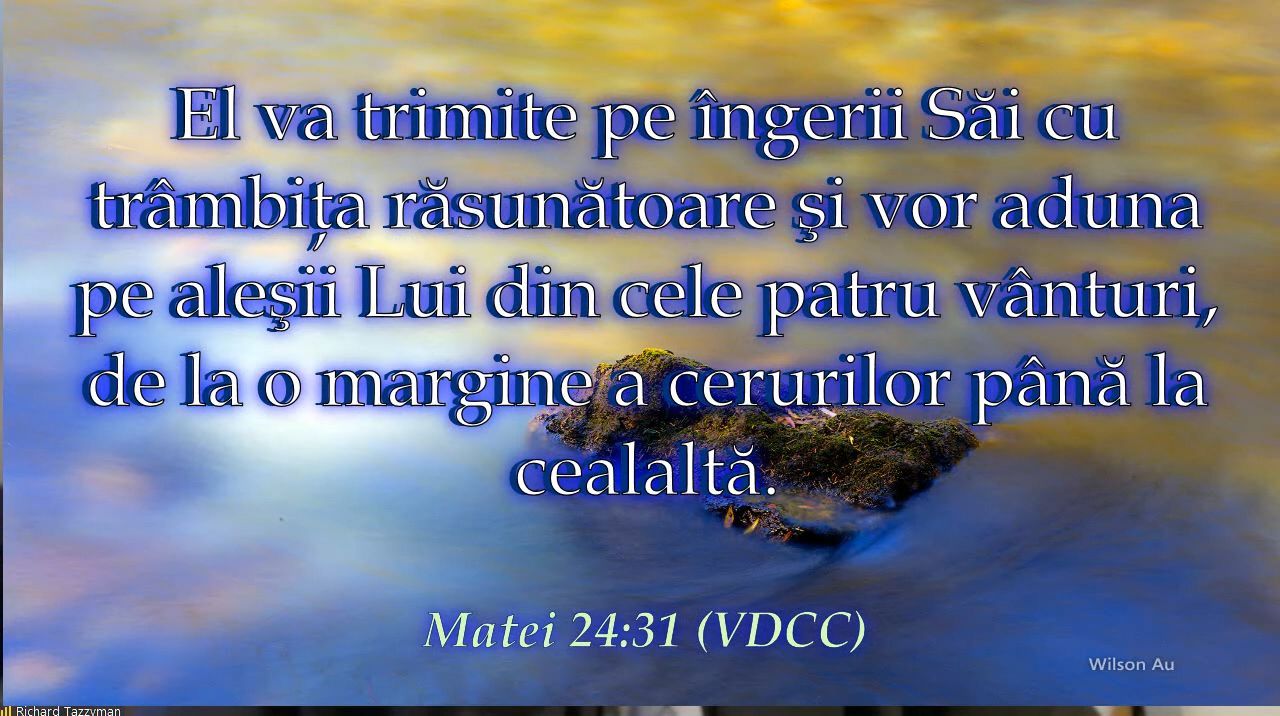 El va trimite pe îngerii Săi cu
trâmbița răsunătoare şi vor aduna
pe aleşii Lui din cele patru vânturi,
de la o margine a cerurilor până la
cealaltă.
Matei 24:31 (VDCC)
Wilson Au
Richard Tazzyman